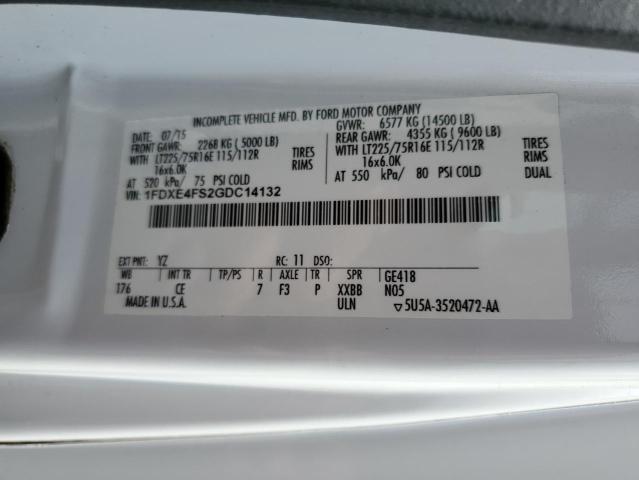 INCOMPLETE VEHICLE MFD. BY FORD MOTOR COMPANY
DATE: 07/15 GVWR: 6577 KG (14500 LB)
FRONT GAWR: 2268 KG ( 5000 LB) REAR GAWR: 4355 KG ( 9600 LB)
WITH LT225/75R16E 115/112R TIRES WITH LT225/75R16E 115/112R TIRES
16x6.0K RIMS 16x6.0K RIMS
AT 520 kPa/ 75 PSI COLD AT 550 kPa/ 80 PSI COLD DUAL
VIN: 1FDXE4FS2GDC14132
EXT PNT: YZ RC: 11 DSO:
WB INT TR TP/PS R AXLE TR SPR GE418
176 CE 7 F3 P XXBB N05
MADE IN U.S.A. ULN ▽5U5A-3520472-AA